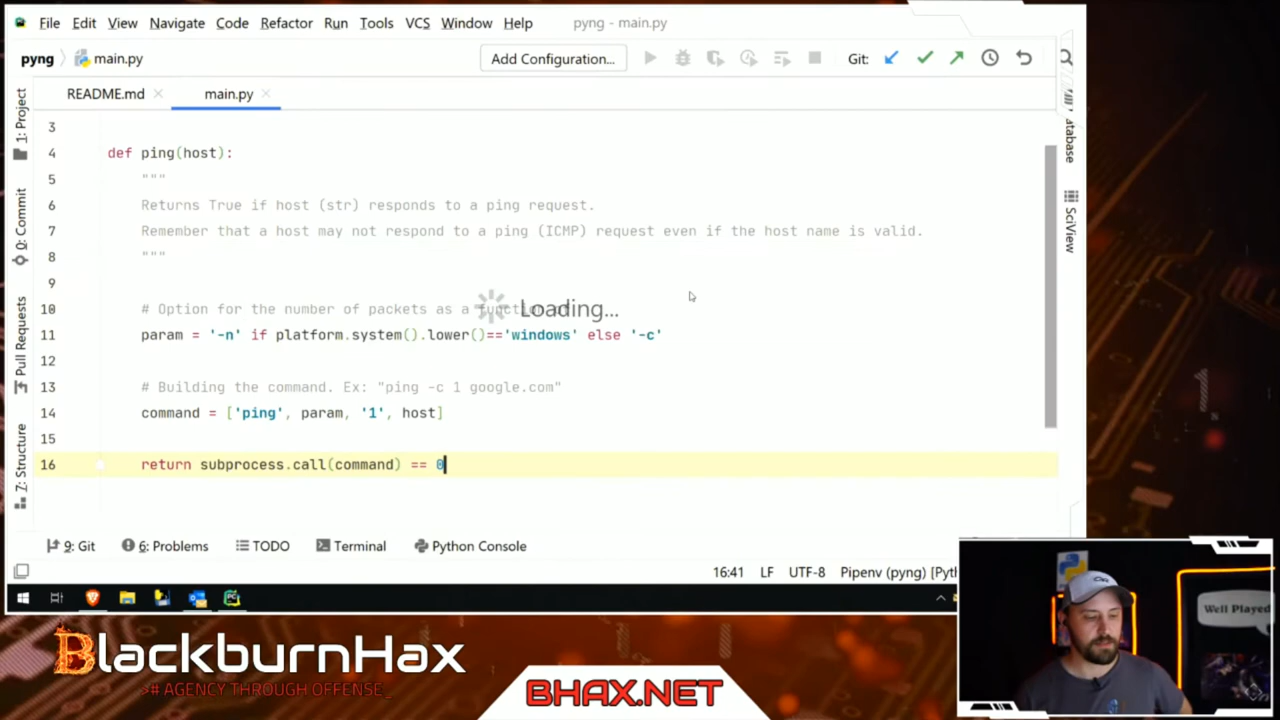 File Edit View Navigate Code Refactor Run Tools VCS Window Help pyng - main.py
pyng main.py Add Configuration... Git:
README.md main.py
1: Project
0: Commit
Pull Requests
7: Structure
3
4 def ping(host):
5 """
6 Returns True if host (str) responds to a ping request.
7 Remember that a host may not respond to a ping (ICMP) request even if the host name is valid.
8 """
9
10 # Option for the number of packets as a
Loading...
11 param = '-n' if platform.system().lower()=='windows' else '-c'
12
13 # Building the command. Ex: "ping -c 1 google.com"
14 command = ['ping', param, '1', host]
15
16 return subprocess.call(command) == 0
atabase
SciView
9: Git 6: Problems TODO Terminal Python Console
16:41 LF UTF-8 Pipenv (pyng) [Pyth
PC
Well Played
BlackburnHax
># AGENCY THROUGH OFFENSE_
BHAX.NET